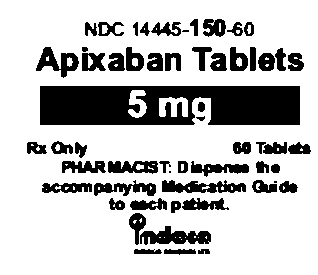 NDC 14445-150-60
Apixaban Tablets
5 mg
Rx Only 60 Tablets
PHARMACIST: Dispense the
accompanying Medication Guide
to each patient.
indoco